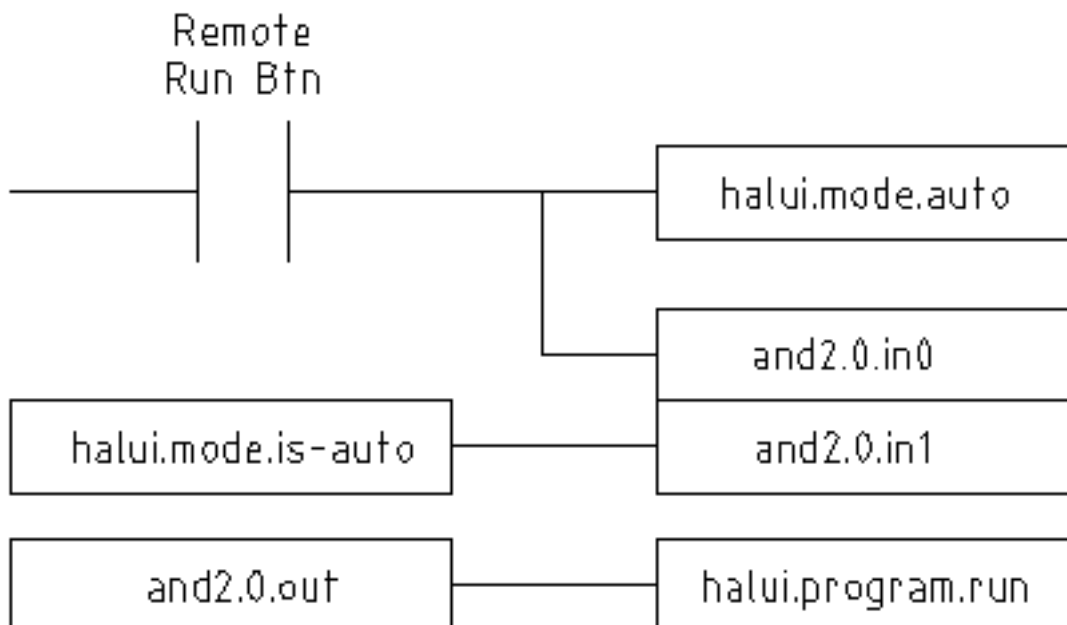 Remote
Run Btn
halui.mode.auto
and2.0.in0
halui.mode.is-auto
and2.0.in1
and2.0.out
halui.program.run